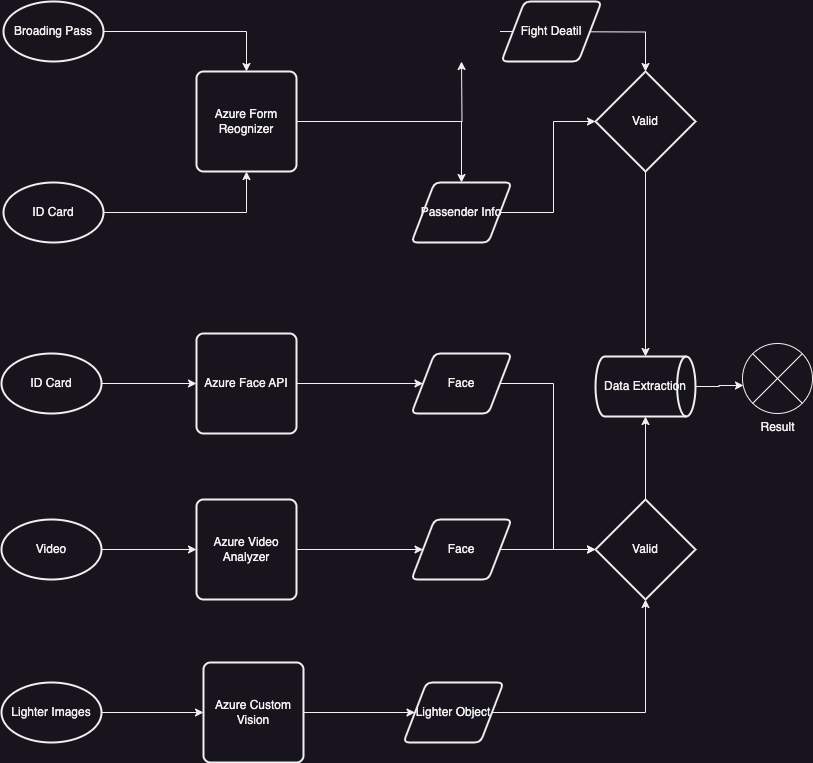 Broading Pass
Fight Deatil
Azure Form
Reognizer
Valid
ID Card
Passender Info
ID Card
Azure Face API
Face
Data Extraction
Result
Video
Azure Video
Analyzer
Face
Valid
Lighter Images
Azure Custom
Vision
Lighter Object